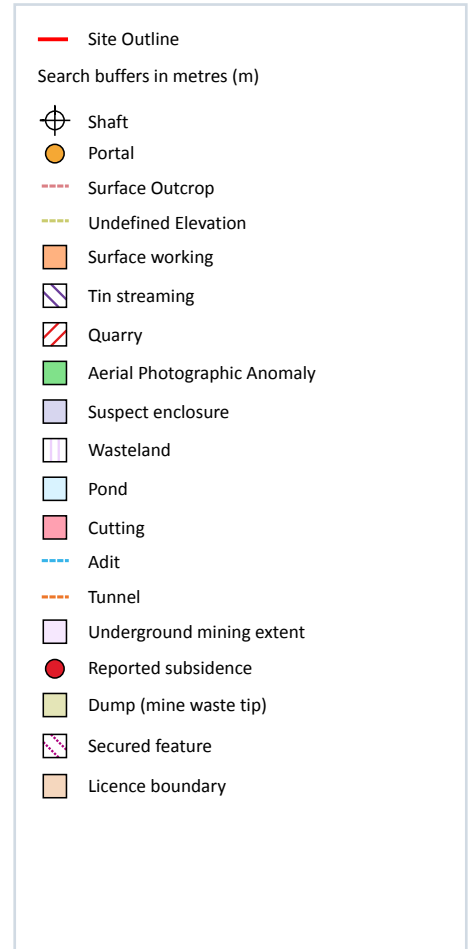 Site Outline
Search buffers in metres (m)
Shaft
Portal
Surface Outcrop
Undefined Elevation
Surface working
Tin streaming
Quarry
Aerial Photographic Anomaly
Suspect enclosure
Wasteland
Pond
Cutting
Adit
Tunnel
Underground mining extent
Reported subsidence
Dump (mine waste tip)
Secured feature
Licence boundary